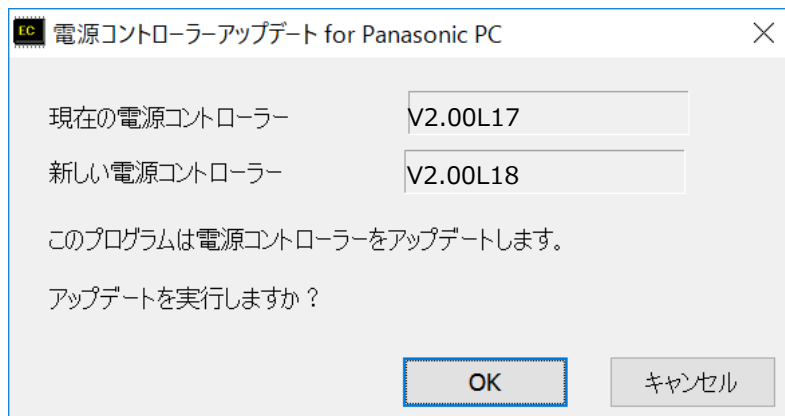 EC 電源コントローラーアップデート for Panasonic PC
現在の電源コントローラー V2.00L17
新しい電源コントローラー V2.00L18
このプログラムは電源コントローラーをアップデートします。
アップデートを実行しますか？
OK キャンセル